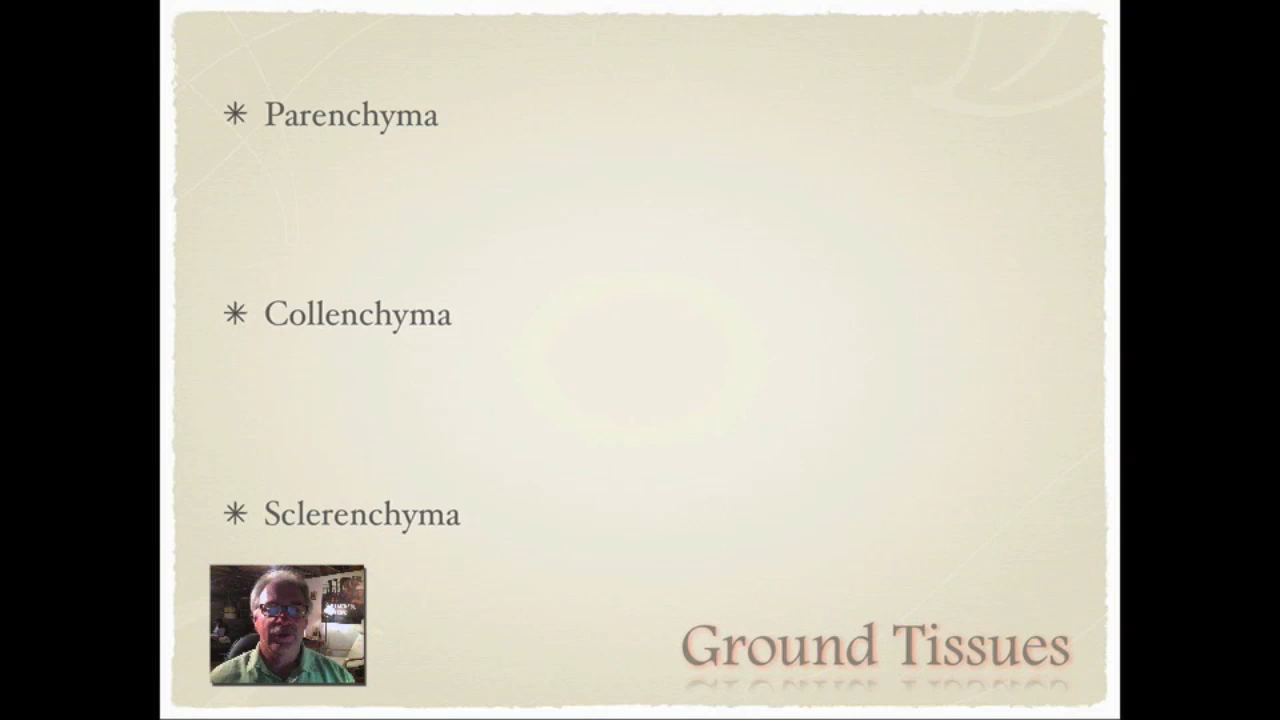 ✳ Parenchyma
✳ Collenchyma
✳ Sclerenchyma
Ground Tissues